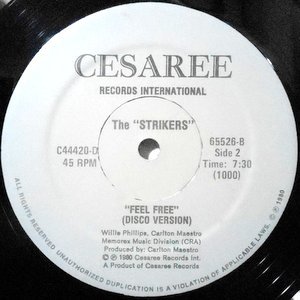 CESAREE
RECORDS INTERNATIONAL
The "STRIKERS"
C44420-D
45 RPM
65526-B
Side 2
Time: 7:30
(1000)
"FEEL FREE"
(DISCO VERSION)
Willie Phillips, Carlton Maestro
Memorex Music Division (CRA)
Produced by: Carlton Maestro
℗ © 1980 Cesaree Records Int.
A Product of Cesaree Records
ALL RIGHTS RESERVED. UNAUTHORIZED DUPLICATION IS A VIOLATION OF APPLICABLE LAWS. ℗ 1980